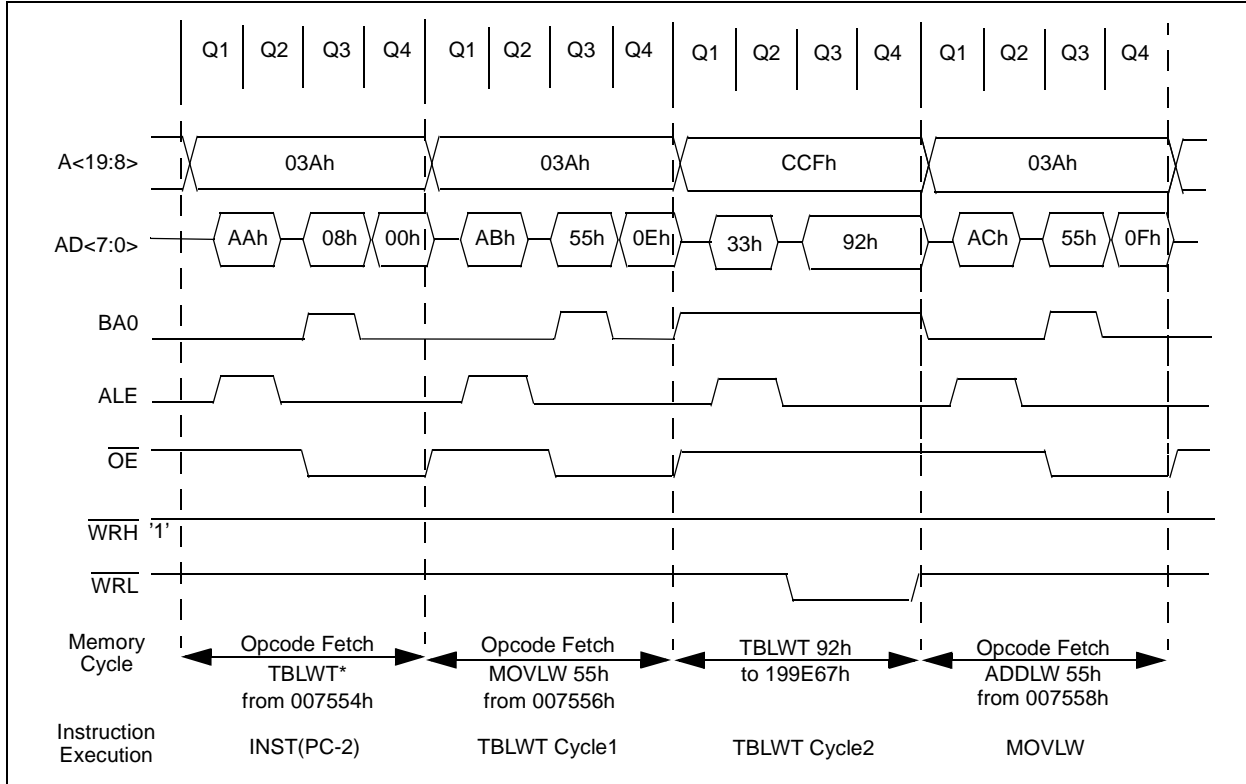 Q1 Q2 Q3 Q4 Q1 Q2 Q3 Q4 Q1 Q2 Q3 Q4 Q1 Q2 Q3 Q4
A<19:8> 03Ah 03Ah CCFh 03Ah
AD<7:0> AAh 08h 00h ABh 55h 0Eh 33h 92h ACh 55h 0Fh
BA0
ALE
OE
WRH '1'
WRL
Memory Cycle
Opcode Fetch
TBLWT*
from 007554h
Opcode Fetch
MOVLW 55h
from 007556h
TBLWT 92h
to 199E67h
Opcode Fetch
ADDLW 55h
from 007558h
Instruction Execution
INST(PC-2) TBLWT Cycle1 TBLWT Cycle2 MOVLW